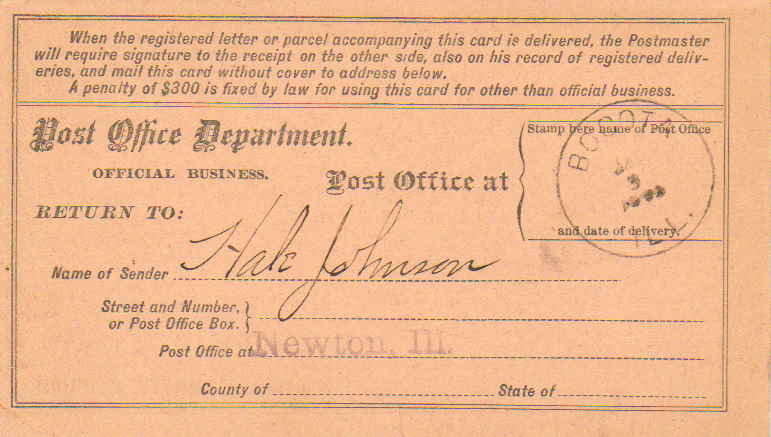 When the registered letter or parcel accompanying this card is delivered, the Postmaster
will require signature to the receipt on the other side, also on his record of registered deliv-
eries, and mail this card without cover to address below.
A penalty of $300 is fixed by law for using this card for other than official business.
Post Office Department.
OFFICIAL BUSINESS.
Post Office at
Stamp here name of Post Office
BOGOTA
3
ILL.
and date of delivery.
RETURN TO:
Name of Sender Hale Johnson
Street and Number,
or Post Office Box.
Post Office at Newton, Ill.
County of
State of